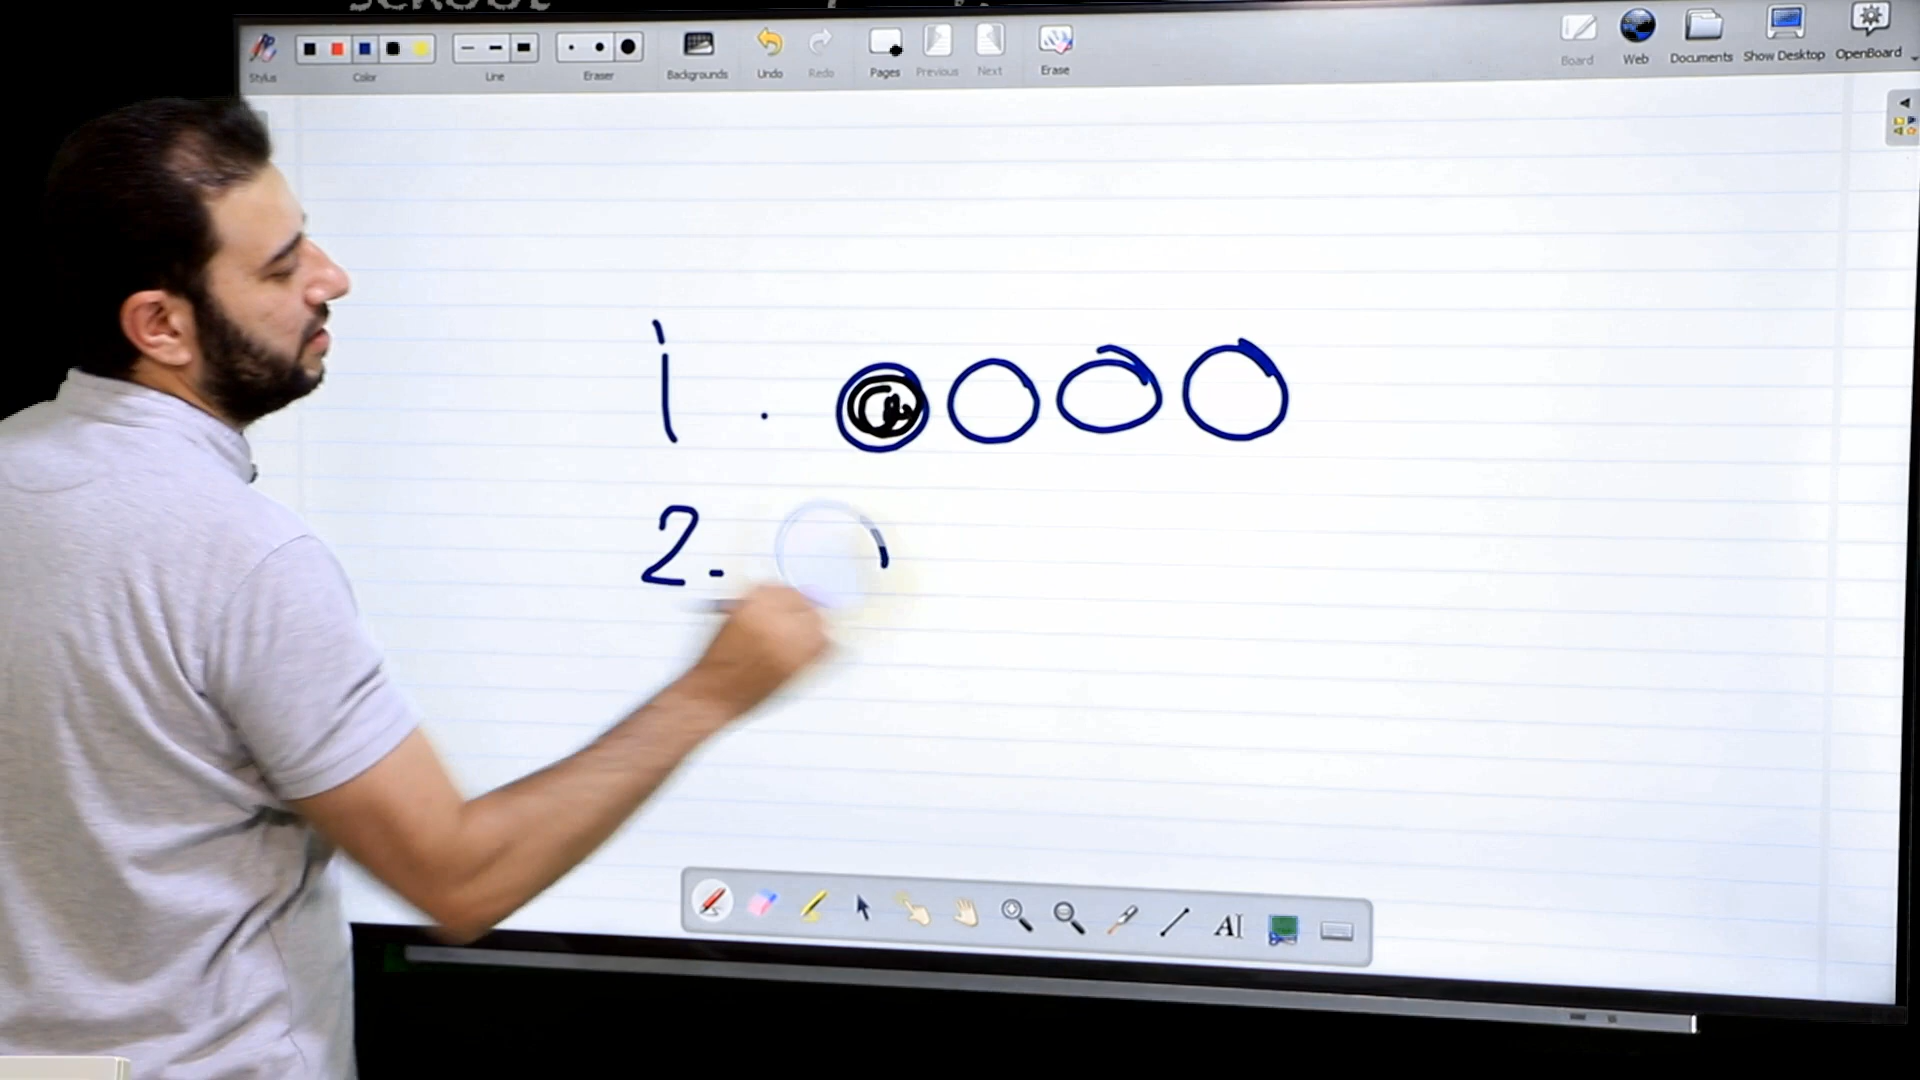 Stylus Color Line Eraser Backgrounds Undo Redo Pages Previous Next Erase Board Web Documents Show Desktop OpenBoard
1.
2.
AI